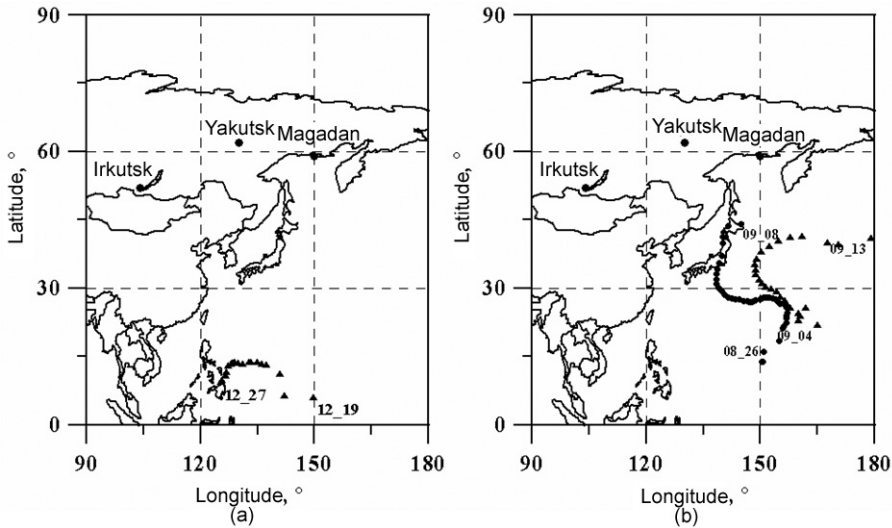 90
60
30
0
Latitude, °
Yakutsk
Magadan
Irkutsk
12_27
12_19
90
120
150
180
Longitude, °
(a)
90
60
30
0
Latitude, °
Yakutsk
Magadan
Irkutsk
09_08
09_13
09_04
08_26
90
120
150
180
Longitude, °
(b)